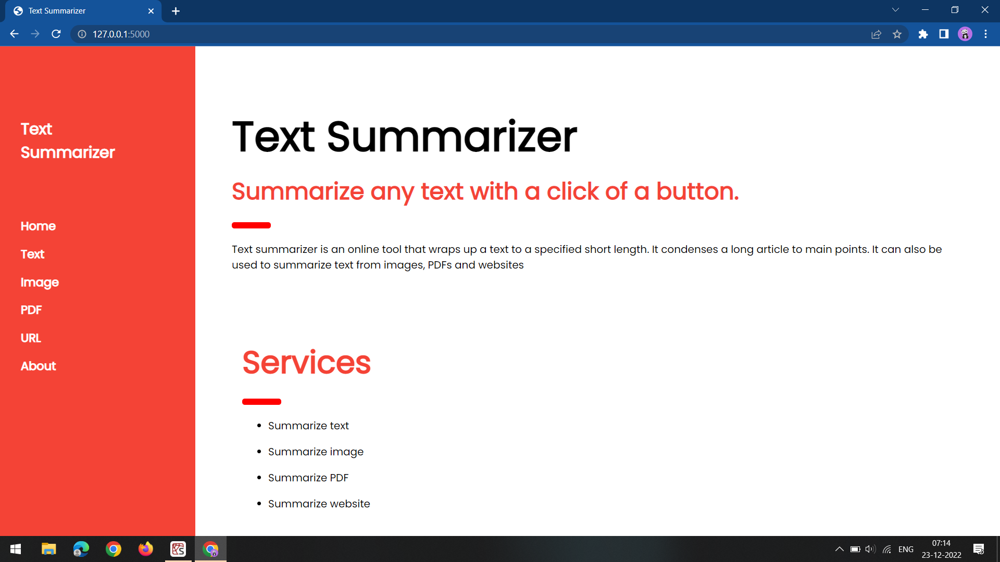 Text Summarizer
127.0.0.1:5000
Text
Summarizer
Home
Text
Image
PDF
URL
About
Text Summarizer
Summarize any text with a click of a button.
Text summarizer is an online tool that wraps up a text to a specified short length. It condenses a long article to main points. It can also be
used to summarize text from images, PDFs and websites
Services
• Summarize text
• Summarize image
• Summarize PDF
• Summarize website
ENG
07:14
23-12-2022